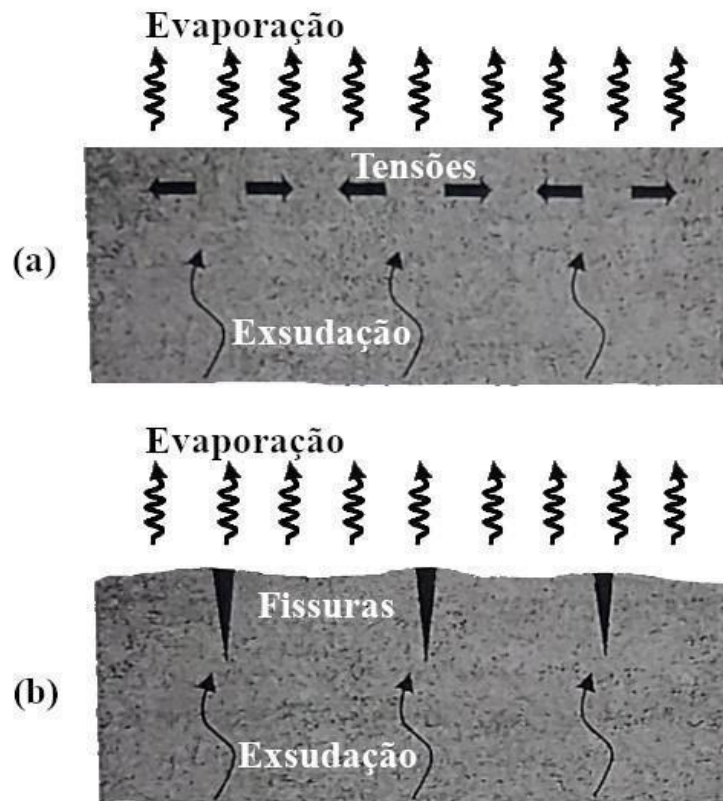 Evaporação
Tensões
(a)
Exsudação
Evaporação
Fissuras
(b)
Exsudação